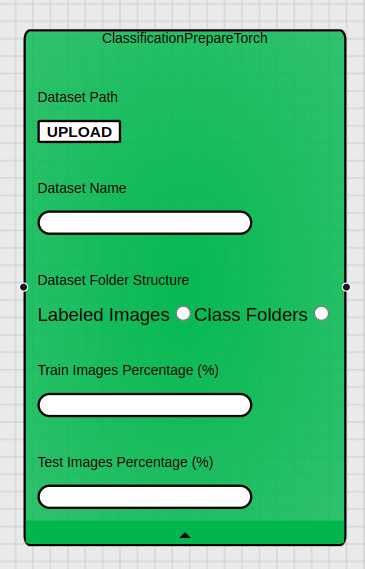 ClassificationPrepareTorch
Dataset Path
UPLOAD
Dataset Name
Dataset Folder Structure
Labeled Images Class Folders
Train Images Percentage (%)
Test Images Percentage (%)